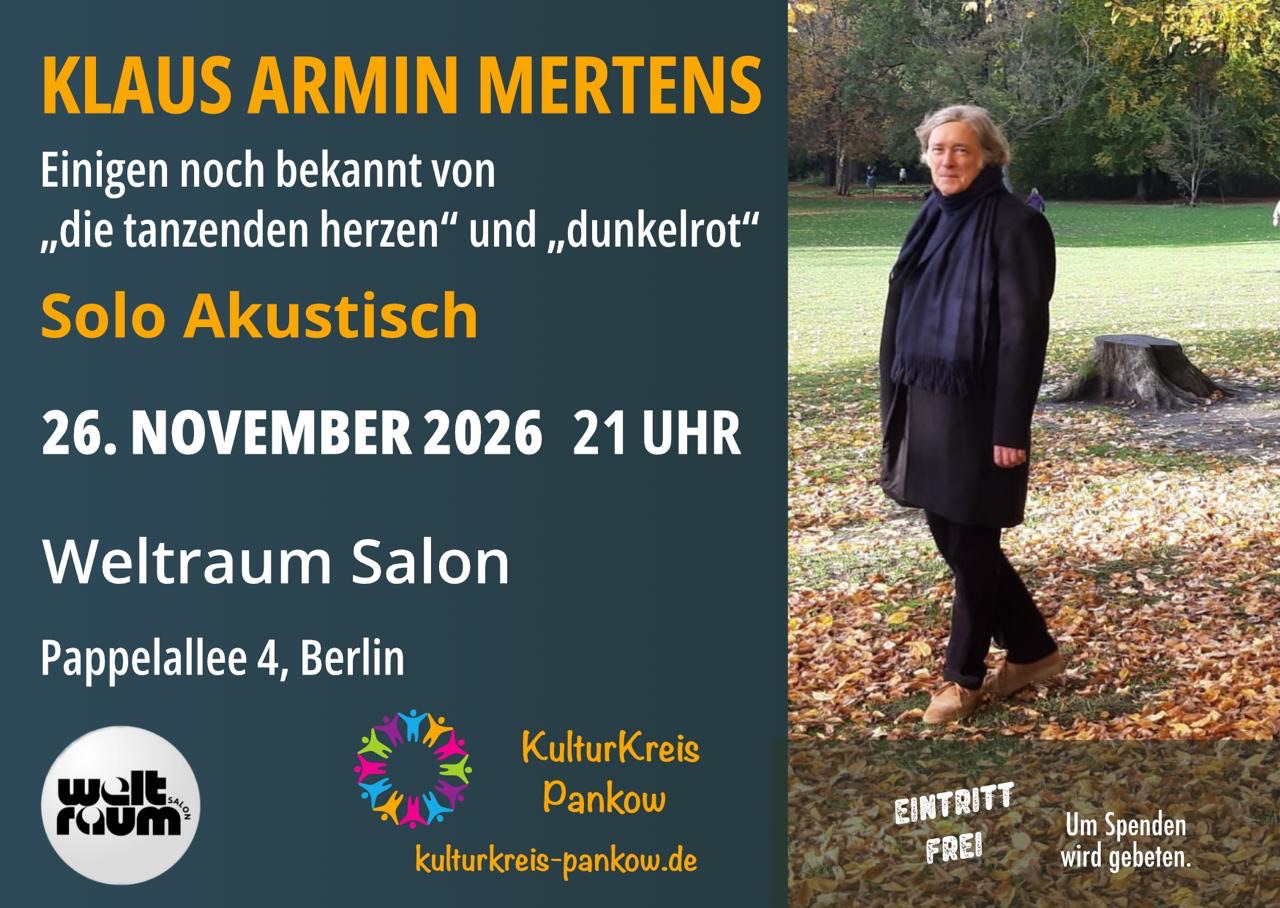 KLAUS ARMIN MERTENS
Einigen noch bekannt von
„die tanzenden herzen“ und „dunkelrot“
Solo Akustisch
26. NOVEMBER 2026 21 UHR
Weltraum Salon
Pappelallee 4, Berlin
welt
raum
SALON
KulturKreis
Pankow
kulturkreis-pankow.de
EINTRITT
FREI
Um Spenden
wird gebeten.